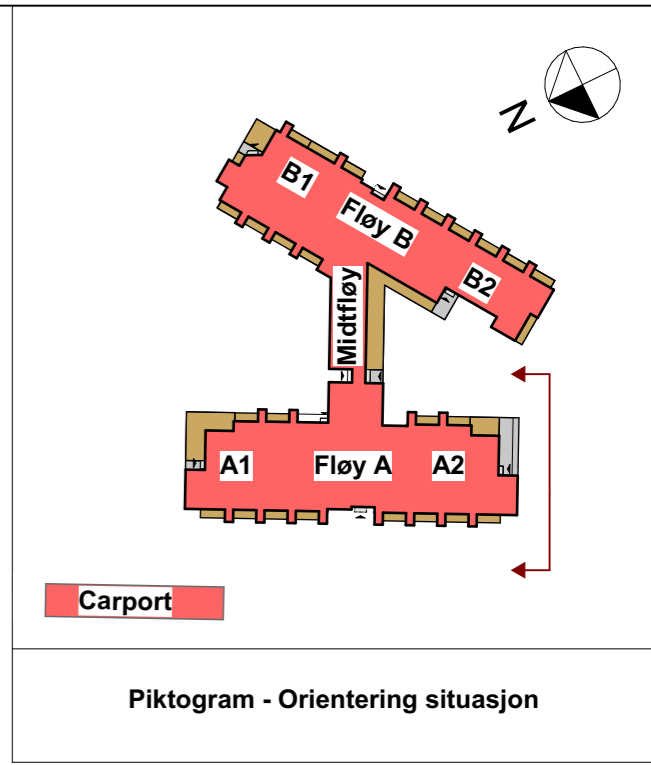 N
B1
Fløy B
B2
Midtfløy
A1
Fløy A
A2
Carport
Piktogram - Orientering situasjon